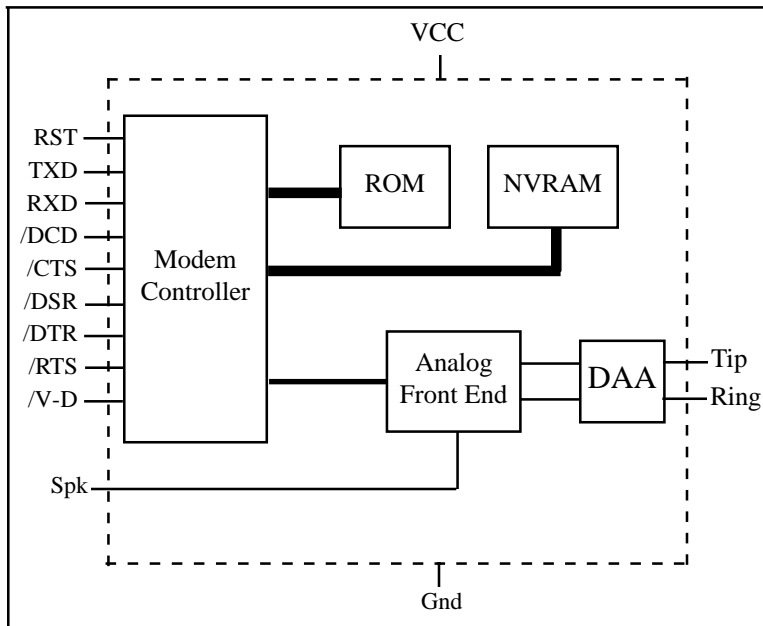 VCC
RST
TXD
RXD
/DCD
/CTS
/DSR
/DTR
/RTS
/V-D
Spk
Modem
Controller
ROM
NVRAM
Analog
Front End
DAA
Tip
Ring
Gnd